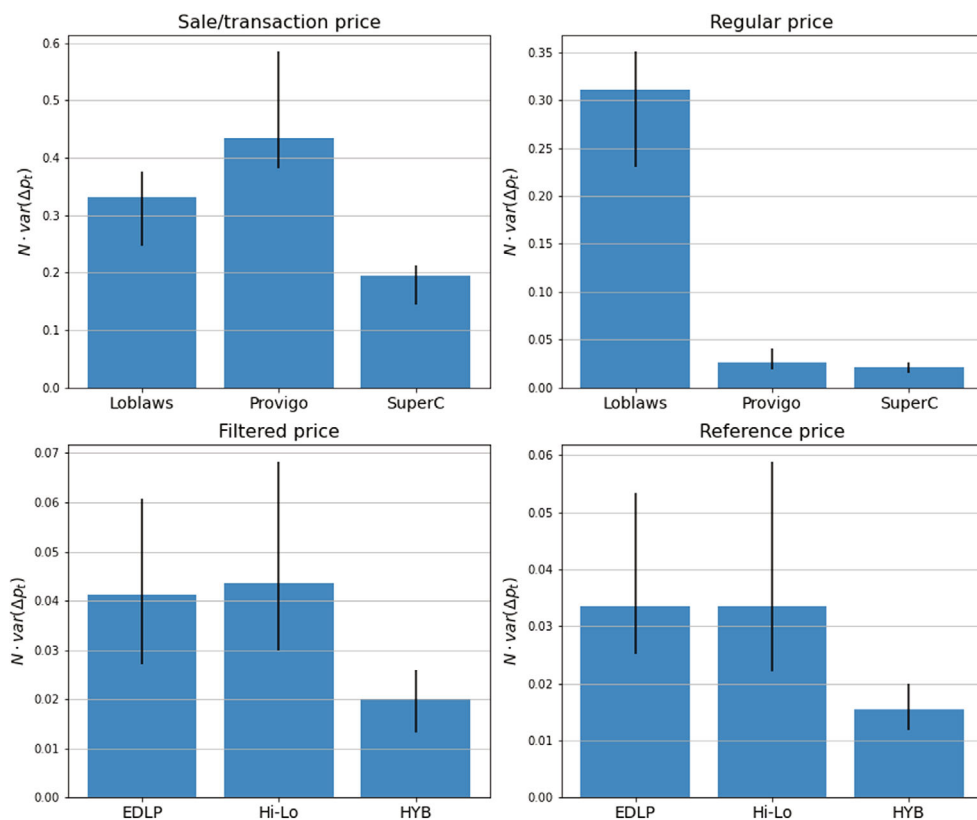 Sale/transaction price
N · var(Δpt)
0.6
0.5
0.4
0.3
0.2
0.1
0.0
Loblaws Provigo SuperC
Regular price
N · var(Δpt)
0.35
0.30
0.25
0.20
0.15
0.10
0.05
0.00
Loblaws Provigo SuperC
Filtered price
N · var(Δpt)
0.07
0.06
0.05
0.04
0.03
0.02
0.01
0.00
EDLP Hi-Lo HYB
Reference price
N · var(Δpt)
0.06
0.05
0.04
0.03
0.02
0.01
0.00
EDLP Hi-Lo HYB